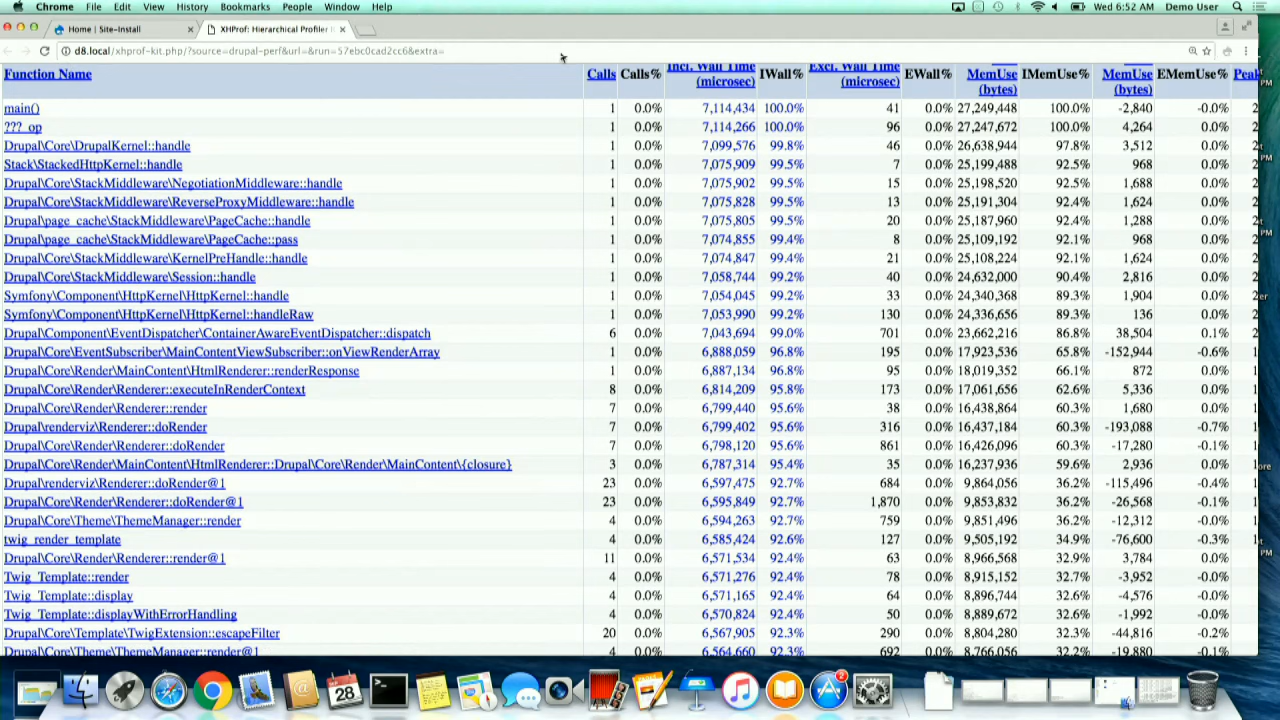 Chrome File Edit View History Bookmarks People Window Help Wed 6:52 AM Demo User
Home | Site-Install XHProf: Hierarchical Profiler
d8.local/xhprof-kit.php/?source=drupal-perf&url=&run=57ebc0cad2cc6&extra=
Function Name Calls Calls% Incl. Wall Time (microsec) IWall% Excl. Wall Time (microsec) EWall% MemUse (bytes) IMemUse% MemUse (bytes) EMemUse%
main() 1 0.0% 7,114,434 100.0% 41 0.0% 27,249,448 100.0% -2,840 -0.0%
???_op 1 0.0% 7,114,266 100.0% 96 0.0% 27,247,672 100.0% 4,264 0.0%
Drupal\Core\DrupalKernel::handle 1 0.0% 7,099,576 99.8% 46 0.0% 26,638,944 97.8% 3,512 0.0%
Stack\StackedHttpKernel::handle 1 0.0% 7,075,909 99.5% 7 0.0% 25,199,488 92.5% 968 0.0%
Drupal\Core\StackMiddleware\NegotiationMiddleware::handle 1 0.0% 7,075,902 99.5% 15 0.0% 25,198,520 92.5% 1,688 0.0%
Drupal\Core\StackMiddleware\ReverseProxyMiddleware::handle 1 0.0% 7,075,828 99.5% 13 0.0% 25,191,304 92.4% 1,624 0.0%
Drupal\page_cache\StackMiddleware\PageCache::handle 1 0.0% 7,075,805 99.5% 20 0.0% 25,187,960 92.4% 1,288 0.0%
Drupal\page_cache\StackMiddleware\PageCache::pass 1 0.0% 7,074,855 99.4% 8 0.0% 25,109,192 92.1% 968 0.0%
Drupal\Core\StackMiddleware\KernelPreHandle::handle 1 0.0% 7,074,847 99.4% 21 0.0% 25,108,224 92.1% 1,624 0.0%
Drupal\Core\StackMiddleware\Session::handle 1 0.0% 7,058,744 99.2% 40 0.0% 24,632,000 90.4% 2,816 0.0%
Symfony\Component\HttpKernel\HttpKernel::handle 1 0.0% 7,054,045 99.2% 33 0.0% 24,340,368 89.3% 1,904 0.0%
Symfony\Component\HttpKernel\HttpKernel::handleRaw 1 0.0% 7,053,990 99.2% 130 0.0% 24,336,656 89.3% 136 0.0%
Drupal\Component\EventDispatcher\ContainerAwareEventDispatcher::dispatch 6 0.0% 7,043,694 99.0% 701 0.0% 23,662,216 86.8% 38,504 0.1%
Drupal\Core\EventSubscriber\MainContentViewSubscriber::onViewRenderArray 1 0.0% 6,888,059 96.8% 195 0.0% 17,923,536 65.8% -152,944 -0.6%
Drupal\Core\Render\MainContent\HtmlRenderer::renderResponse 1 0.0% 6,887,134 96.8% 95 0.0% 18,019,352 66.1% 872 0.0%
Drupal\Core\Render\Renderer::executeInRenderContext 8 0.0% 6,814,209 95.8% 173 0.0% 17,061,656 62.6% 5,336 0.0%
Drupal\Core\Render\Renderer::render 7 0.0% 6,799,440 95.6% 38 0.0% 16,438,864 60.3% 1,680 0.0%
Drupal\renderviz\Renderer::doRender 7 0.0% 6,799,402 95.6% 316 0.0% 16,437,184 60.3% -193,088 -0.7%
Drupal\Core\Render\Renderer::doRender 7 0.0% 6,798,120 95.6% 861 0.0% 16,426,096 60.3% -17,280 -0.1%
Drupal\Core\Render\MainContent\HtmlRenderer::Drupal\Core\Render\MainContent\{closure} 3 0.0% 6,787,314 95.4% 35 0.0% 16,237,936 59.6% 2,936 0.0%
Drupal\renderviz\Renderer::doRender@1 23 0.0% 6,597,475 92.7% 684 0.0% 9,864,056 36.2% -115,496 -0.4%
Drupal\Core\Render\Renderer::doRender@1 23 0.0% 6,595,849 92.7% 1,870 0.0% 9,853,832 36.2% -26,568 -0.1%
Drupal\Core\Theme\ThemeManager::render 4 0.0% 6,594,263 92.7% 759 0.0% 9,851,496 36.2% -12,312 -0.0%
twig_render_template 4 0.0% 6,585,424 92.6% 127 0.0% 9,505,192 34.9% -76,600 -0.3%
Drupal\Core\Render\Renderer::render@1 11 0.0% 6,571,534 92.4% 63 0.0% 8,966,568 32.9% 3,784 0.0%
Twig_Template::render 4 0.0% 6,571,276 92.4% 78 0.0% 8,915,152 32.7% -3,952 -0.0%
Twig_Template::display 4 0.0% 6,571,165 92.4% 64 0.0% 8,896,744 32.6% -4,576 -0.0%
Twig_Template::displayWithErrorHandling 4 0.0% 6,570,824 92.4% 50 0.0% 8,889,672 32.6% -1,992 -0.0%
Drupal\Core\Template\TwigExtension::escapeFilter 20 0.0% 6,567,905 92.3% 290 0.0% 8,804,280 32.3% -44,816 -0.2%
Drupal\Core\Theme\ThemeManager::render@1 4 0.0% 6,564,660 92.3% 692 0.0% 8,766,056 32.2% -19,880 -0.1%
28
2